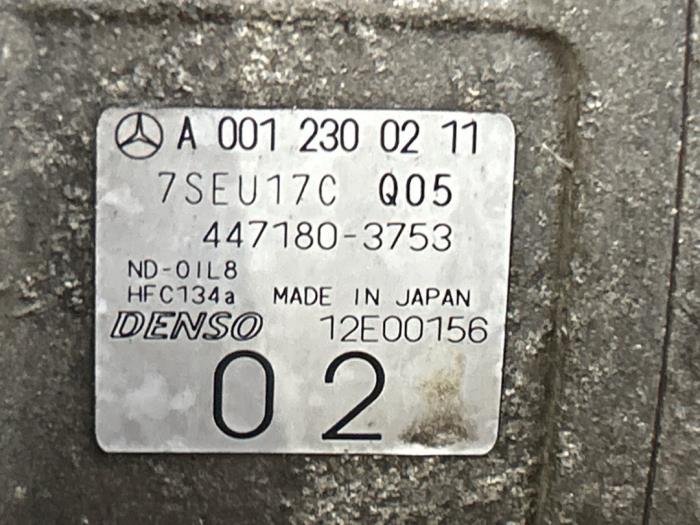 A 001 230 02 11
7SEU17C Q05
447180-3753
ND-OIL8
HFC134a MADE IN JAPAN
DENSO 12E00156
02